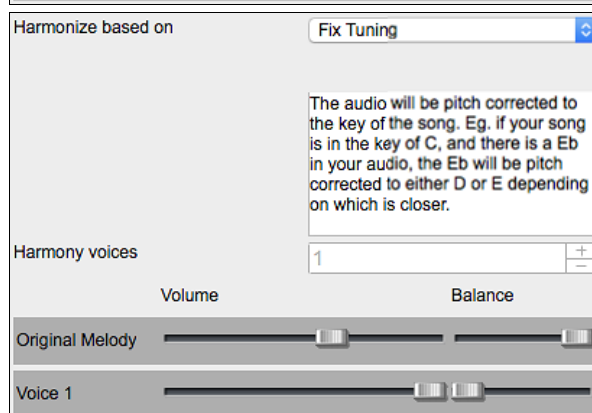 Harmonize based on
Fix Tuning
The audio will be pitch corrected to
the key of the song. Eg. if your song
is in the key of C, and there is a Eb
in your audio, the Eb will be pitch
corrected to either D or E depending
on which is closer.
Harmony voices
1
Volume
Balance
Original Melody
Voice 1